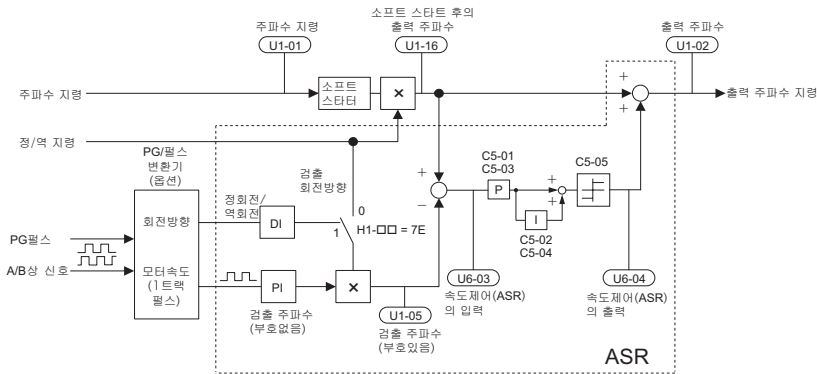 주파수 지령
U1-01
소프트 스타트 후의
출력 주파수
U1-16
출력 주파수
U1-02
주파수 지령
소프트
스타터
×
+
+
출력 주파수 지령
정/역 지령
PG/펄스
변환기
(옵션)
회전방향
모터속도
(1트랙
펄스)
PG펄스
A/B상 신호
정회전/
역회전
DI
검출
회전방향
0
1
H1-□□ = 7E
PI
검출 주파수
(부호없음)
×
U1-05
검출 주파수
(부호있음)
+
−
C5-01
C5-03
P
I
C5-02
C5-04
+
+
C5-05
U6-03
속도제어(ASR)
의 입력
U6-04
속도제어(ASR)
의 출력
ASR